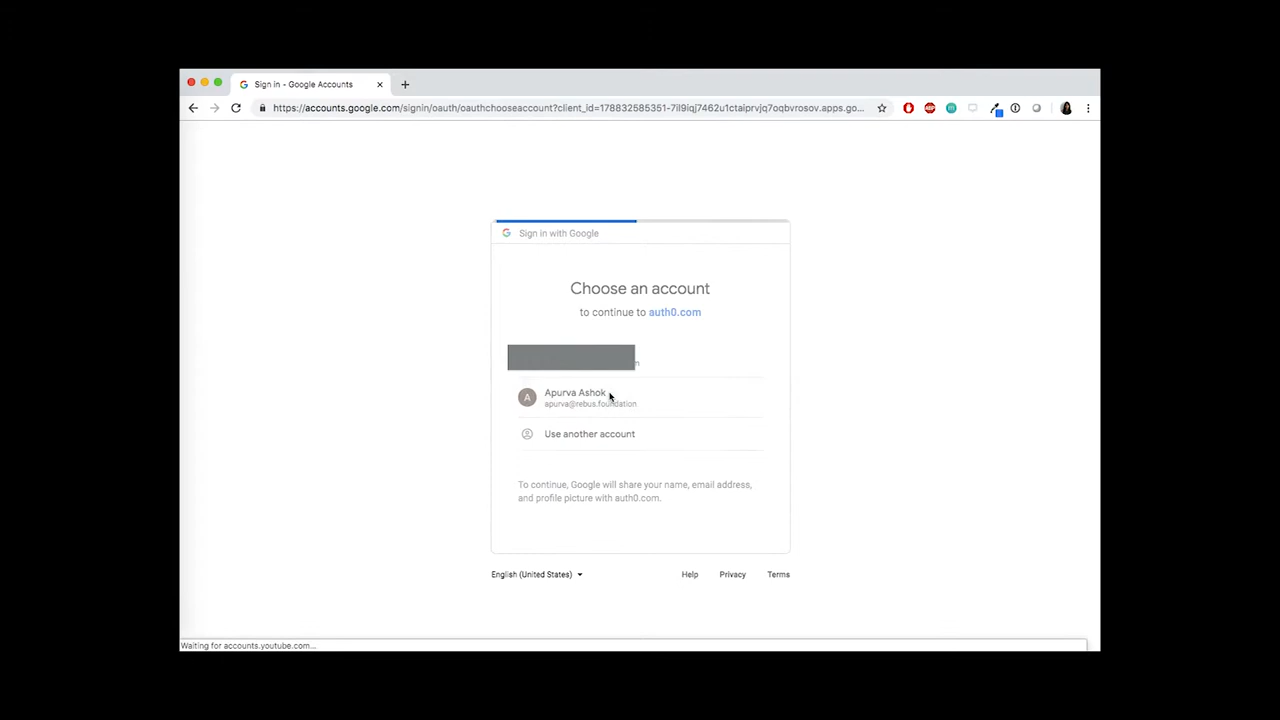 Sign in - Google Accounts
https://accounts.google.com/signin/oauth/oauthchooseaccount?client_id=178832585351-7il9iqj7462u1ctaiprvjq7oqbvrosov.apps.go...
Sign in with Google
Choose an account
to continue to auth0.com
Apurva Ashok
apurva@rebus.foundation
Use another account
To continue, Google will share your name, email address,
and profile picture with auth0.com.
English (United States)
Help
Privacy
Terms
Waiting for accounts.youtube.com...